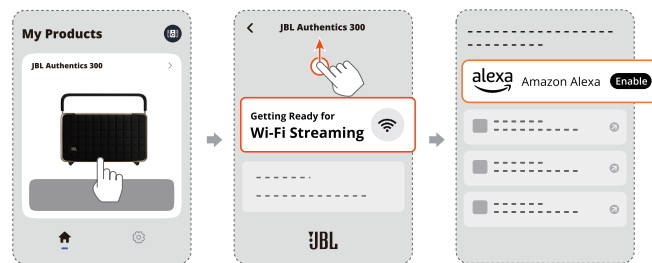 My Products
JBL Authentics 300
JBL
JBL Authentics 300
Getting Ready for
Wi-Fi Streaming
JBL
alexa Amazon Alexa Enable